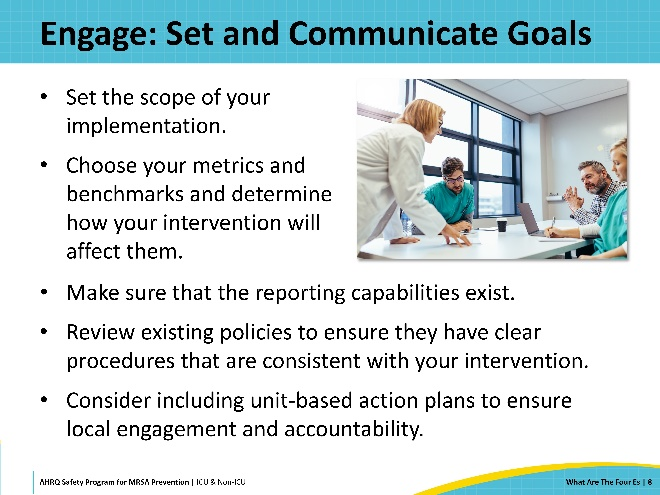 Engage: Set and Communicate Goals
• Set the scope of your
implementation.
• Choose your metrics and
benchmarks and determine
how your intervention will
affect them.
• Make sure that the reporting capabilities exist.
• Review existing policies to ensure they have clear
procedures that are consistent with your intervention.
• Consider including unit-based action plans to ensure
local engagement and accountability.
AHRQ Safety Program for MRSA Prevention | ICU & Non-ICU
What Are The Four Es | 6